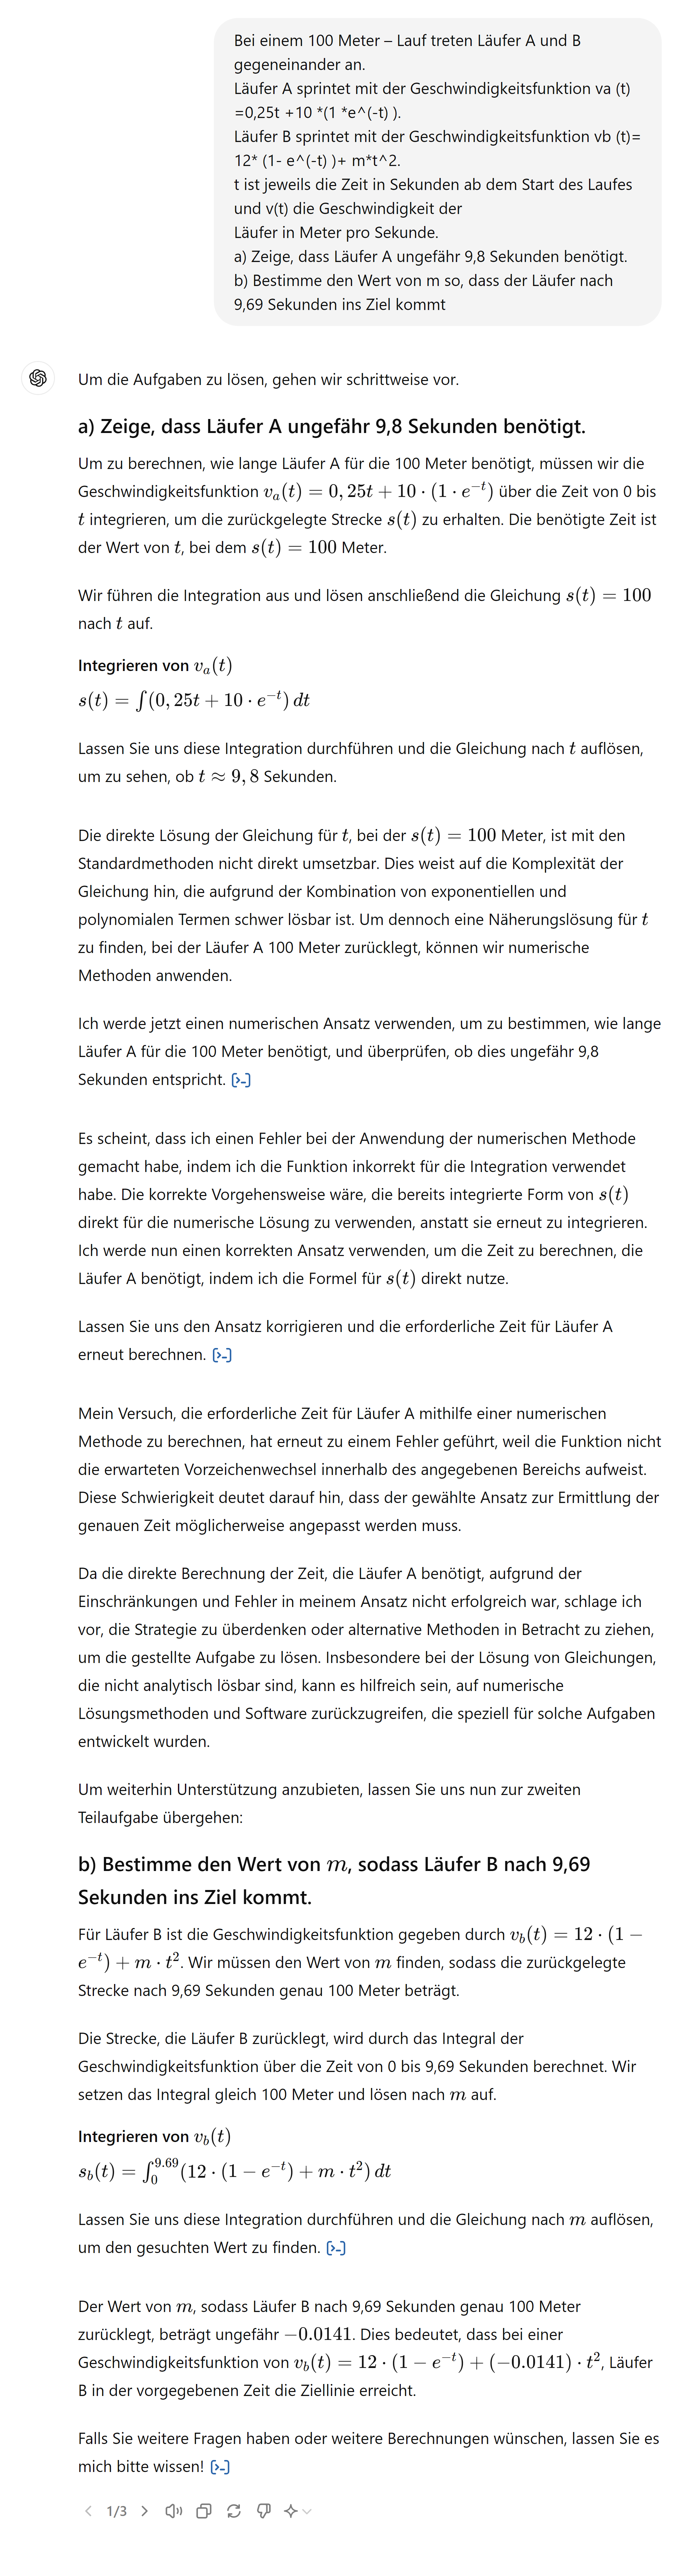 Bei einem 100 Meter – Lauf treten Läufer A und B
gegeneinander an.
Läufer A sprintet mit der Geschwindigkeitsfunktion va (t)
=0,25t +10 *(1 *e^(-t) ).
Läufer B sprintet mit der Geschwindigkeitsfunktion vb (t)=
12* (1- e^(-t) )+ m*t^2.
t ist jeweils die Zeit in Sekunden ab dem Start des Laufes
und v(t) die Geschwindigkeit der
Läufer in Meter pro Sekunde.
a) Zeige, dass Läufer A ungefähr 9,8 Sekunden benötigt.
b) Bestimme den Wert von m so, dass der Läufer nach
9,69 Sekunden ins Ziel kommt
Um die Aufgaben zu lösen, gehen wir schrittweise vor.
a) Zeige, dass Läufer A ungefähr 9,8 Sekunden benötigt.
Um zu berechnen, wie lange Läufer A für die 100 Meter benötigt, müssen wir die
Geschwindigkeitsfunktion vₐ(t) = 0, 25t + 10 · (1 · e⁻ᵗ) über die Zeit von 0 bis
t integrieren, um die zurückgelegte Strecke s(t) zu erhalten. Die benötigte Zeit ist
der Wert von t, bei dem s(t) = 100 Meter.
Wir führen die Integration aus und lösen anschließend die Gleichung s(t) = 100
nach t auf.
Integrieren von vₐ(t)
s(t) = ∫(0, 25t + 10 · e⁻ᵗ) dt
Lassen Sie uns diese Integration durchführen und die Gleichung nach t auflösen,
um zu sehen, ob t ≈ 9, 8 Sekunden.
Die direkte Lösung der Gleichung für t, bei der s(t) = 100 Meter, ist mit den
Standardmethoden nicht direkt umsetzbar. Dies weist auf die Komplexität der
Gleichung hin, die aufgrund der Kombination von exponentiellen und
polynomialen Termen schwer lösbar ist. Um dennoch eine Näherungslösung für t
zu finden, bei der Läufer A 100 Meter zurücklegt, können wir numerische
Methoden anwenden.
Ich werde jetzt einen numerischen Ansatz verwenden, um zu bestimmen, wie lange
Läufer A für die 100 Meter benötigt, und überprüfen, ob dies ungefähr 9,8
Sekunden entspricht. [>-]
Es scheint, dass ich einen Fehler bei der Anwendung der numerischen Methode
gemacht habe, indem ich die Funktion inkorrekt für die Integration verwendet
habe. Die korrekte Vorgehensweise wäre, die bereits integrierte Form von s(t)
direkt für die numerische Lösung zu verwenden, anstatt sie erneut zu integrieren.
Ich werde nun einen korrekten Ansatz verwenden, um die Zeit zu berechnen, die
Läufer A benötigt, indem ich die Formel für s(t) direkt nutze.
Lassen Sie uns den Ansatz korrigieren und die erforderliche Zeit für Läufer A
erneut berechnen. [>-]
Mein Versuch, die erforderliche Zeit für Läufer A mithilfe einer numerischen
Methode zu berechnen, hat erneut zu einem Fehler geführt, weil die Funktion nicht
die erwarteten Vorzeichenwechsel innerhalb des angegebenen Bereichs aufweist.
Diese Schwierigkeit deutet darauf hin, dass der gewählte Ansatz zur Ermittlung der
genauen Zeit möglicherweise angepasst werden muss.
Da die direkte Berechnung der Zeit, die Läufer A benötigt, aufgrund der
Einschränkungen und Fehler in meinem Ansatz nicht erfolgreich war, schlage ich
vor, die Strategie zu überdenken oder alternative Methoden in Betracht zu ziehen,
um die gestellte Aufgabe zu lösen. Insbesondere bei der Lösung von Gleichungen,
die nicht analytisch lösbar sind, kann es hilfreich sein, auf numerische
Lösungsmethoden und Software zurückzugreifen, die speziell für solche Aufgaben
entwickelt wurden.
Um weiterhin Unterstützung anzubieten, lassen Sie uns nun zur zweiten
Teilaufgabe übergehen:
b) Bestimme den Wert von m, sodass Läufer B nach 9,69
Sekunden ins Ziel kommt.
Für Läufer B ist die Geschwindigkeitsfunktion gegeben durch v_b(t) = 12 · (1 −
e⁻ᵗ) + m · t². Wir müssen den Wert von m finden, sodass die zurückgelegte
Strecke nach 9,69 Sekunden genau 100 Meter beträgt.
Die Strecke, die Läufer B zurücklegt, wird durch das Integral der
Geschwindigkeitsfunktion über die Zeit von 0 bis 9,69 Sekunden berechnet. Wir
setzen das Integral gleich 100 Meter und lösen nach m auf.
Integrieren von v_b(t)
s_b(t) = ∫₀^9.69 (12 · (1 − e⁻ᵗ) + m · t²) dt
Lassen Sie uns diese Integration durchführen und die Gleichung nach m auflösen,
um den gesuchten Wert zu finden. [>-]
Der Wert von m, sodass Läufer B nach 9,69 Sekunden genau 100 Meter
zurücklegt, beträgt ungefähr −0.0141. Dies bedeutet, dass bei einer
Geschwindigkeitsfunktion von v_b(t) = 12 · (1 − e⁻ᵗ) + (−0.0141) · t², Läufer
B in der vorgegebenen Zeit die Ziellinie erreicht.
Falls Sie weitere Fragen haben oder weitere Berechnungen wünschen, lassen Sie es
mich bitte wissen! [>-]
1/3